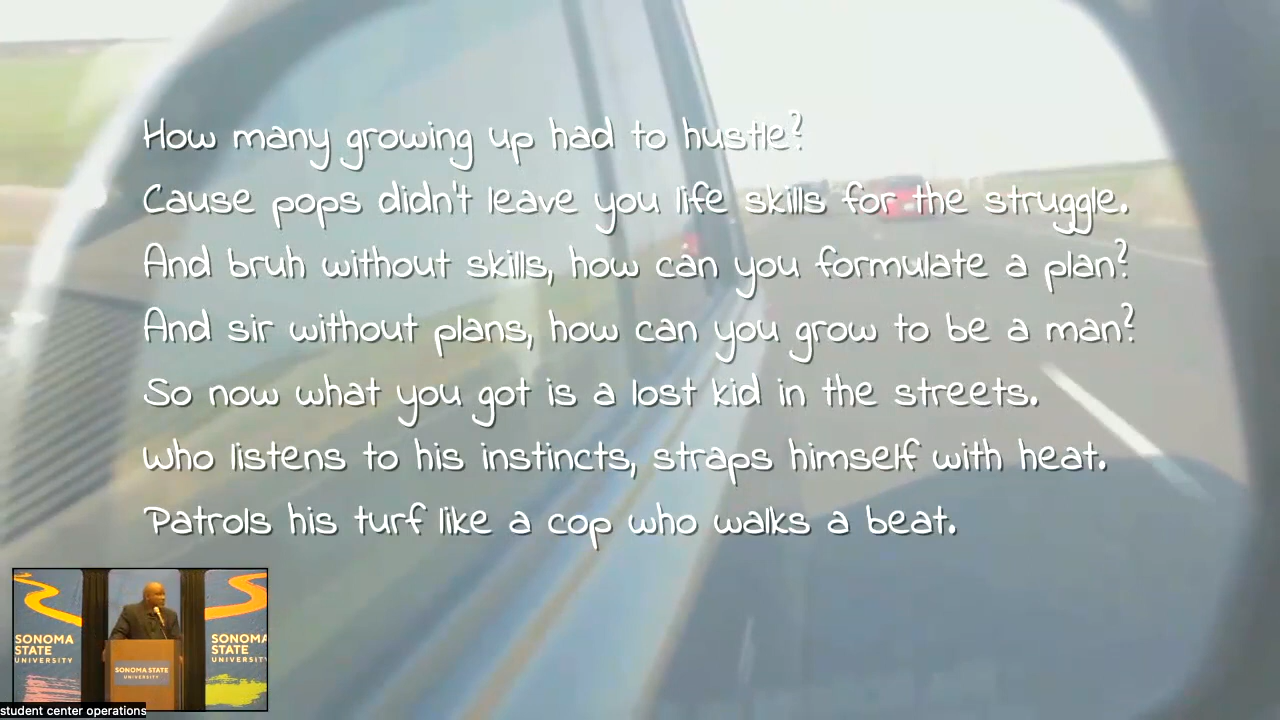 How many growing up had to hustle?
Cause pops didn't leave you life skills for the struggle.
And bruh without skills, how can you formulate a plan?
And sir without plans, how can you grow to be a man?
So now what you got is a lost kid in the streets.
Who listens to his instincts, straps himself with heat.
Patrols his turf like a cop who walks a beat.
SONOMA
STATE
UNIVERSITY
SONOMA STATE
UNIVERSITY
SONOMA
STATE
UNIVERSITY
student center operations